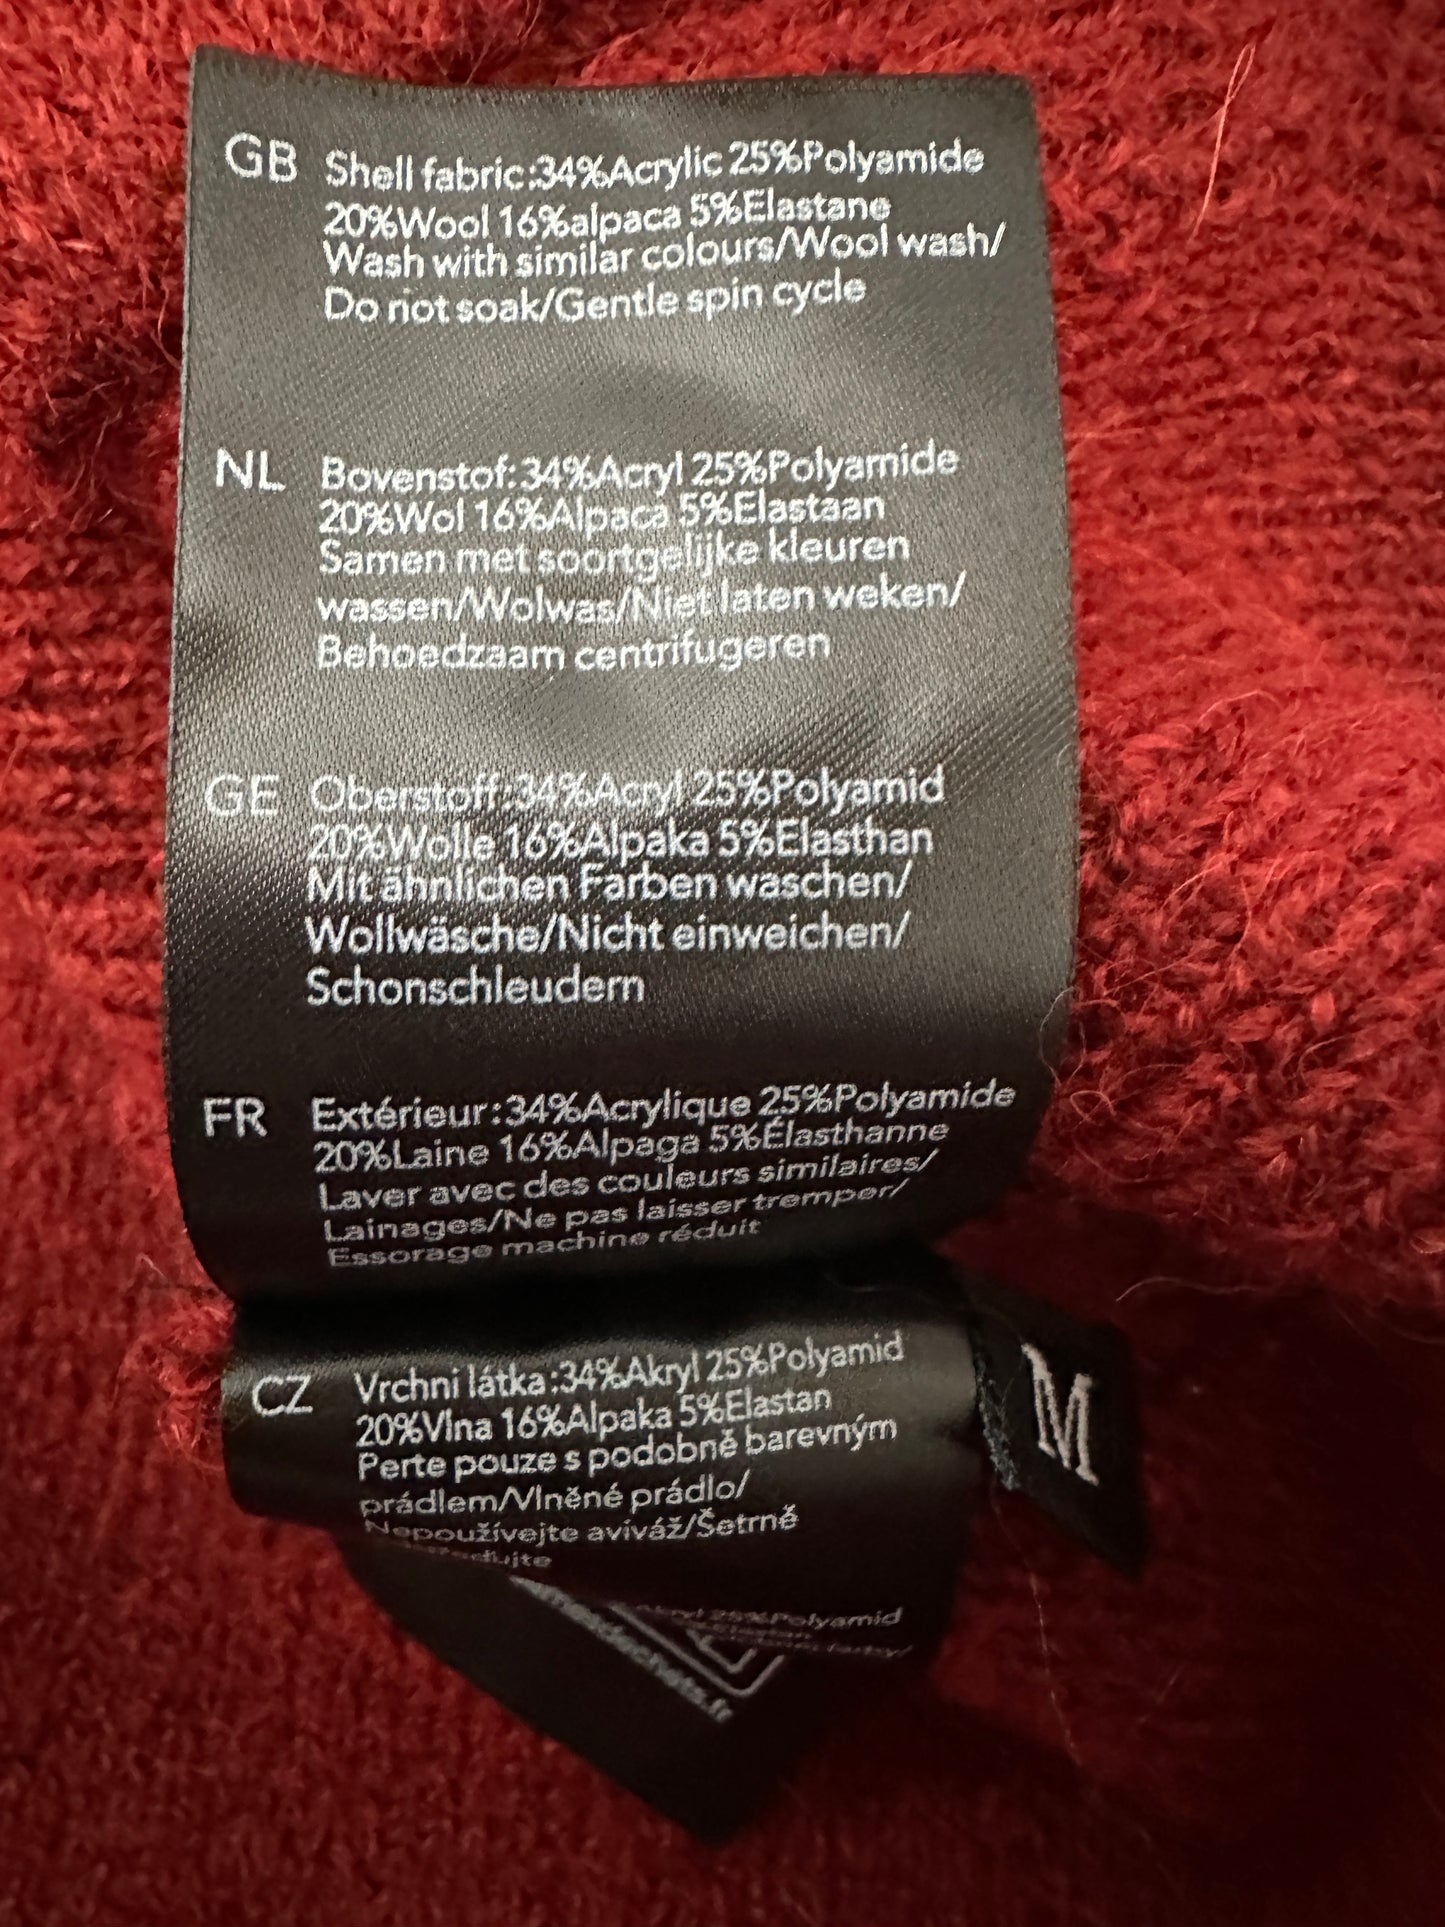 GB Shell fabric:34%Acrylic 25%Polyamide
20%Wool 16%alpaca 5%Elastane
Wash with similar colours/Wool wash/
Do not soak/Gentle spin cycle
NL Bovenstof:34%Acryl 25%Polyamide
20%Wol 16%Alpaca 5%Elastaan
Samen met soortgelijke kleuren
wassen/Wolwas/Niet laten weken/
Behoedzaam centrifugeren
GE Oberstoff:34%Acryl 25%Polyamid
20%Wolle 16%Alpaka 5%Elasthan
Mit ähnlichen Farben waschen/
Wollwäsche/Nicht einweichen/
Schonschleudern
FR Extérieur:34%Acrylique 25%Polyamide
20%Laine 16%Alpaga 5%Élasthanne
Laver avec des couleurs similaires/
Lainages/Ne pas laisser tremper/
Essorage machine réduit
CZ Vrchni látka:34%Akryl 25%Polyamid
20%Vlna 16%Alpaka 5%Elastan
Perte pouze s podobně barevným
prádlem/Vlněné prádlo/
Nepoužívejte aviváž/Šetrně
M
25%Polyamid